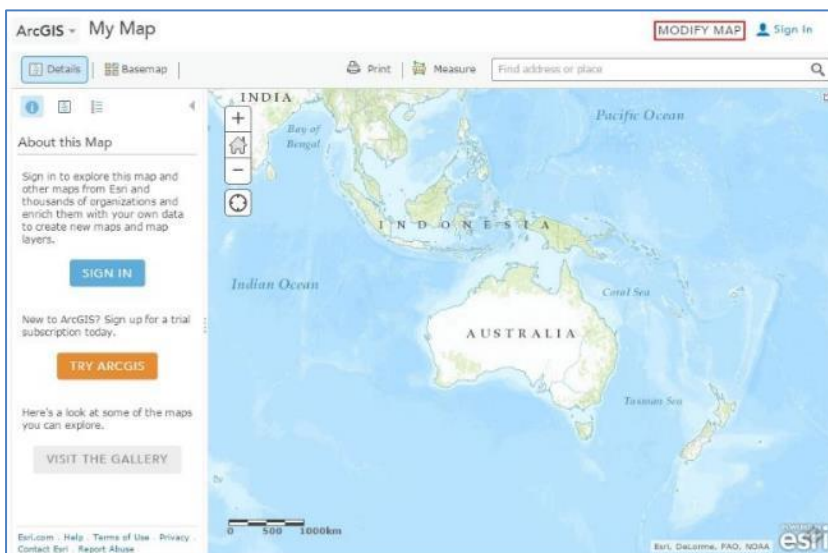 ArcGIS My Map
MODIFY MAP Sign In
Details Basemap Print Measure Find address or place
About this Map
Sign in to explore this map and
other maps from Esri and
thousands of organizations and
enrich them with your own data
to create new maps and map
layers.
SIGN IN
New to ArcGIS? Sign up for a trial
subscription today.
TRY ARCGIS
Here's a look at some of the maps
you can explore.
VISIT THE GALLERY
Esri.com . Help . Terms of Use . Privacy .
Contact Esri . Report Abuse
INDIA
Bay of
Bengal
Pacific Ocean
INDONESIA
Indian Ocean
Coral Sea
AUSTRALIA
Tasman Sea
0 500 1000km
Esri, DeLorme, FAO, NOAA
esri